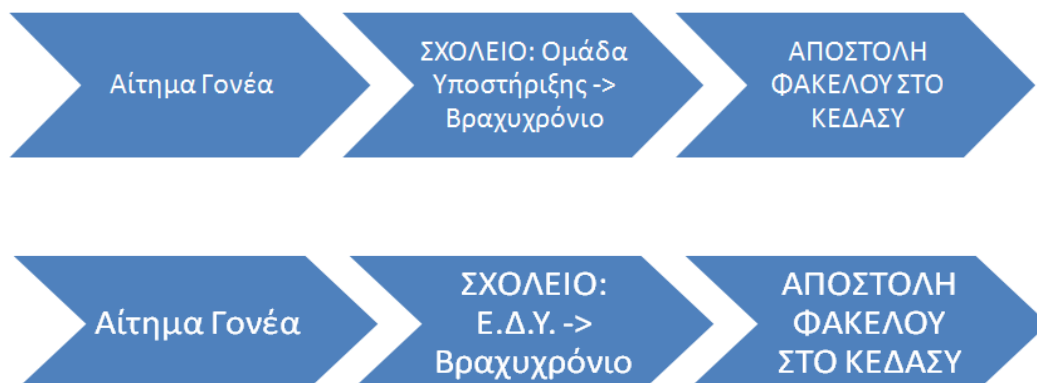 Αίτημα Γονέα
ΣΧΟΛΕΙΟ: Ομάδα
Υποστήριξης ->
Βραχυχρόνιο
ΑΠΟΣΤΟΛΗ
ΦΑΚΕΛΟΥ ΣΤΟ
ΚΕΔΑΣΥ
Αίτημα Γονέα
ΣΧΟΛΕΙΟ:
Ε.Δ.Υ. ->
Βραχυχρόνιο
ΑΠΟΣΤΟΛΗ
ΦΑΚΕΛΟΥ
ΣΤΟ ΚΕΔΑΣΥ